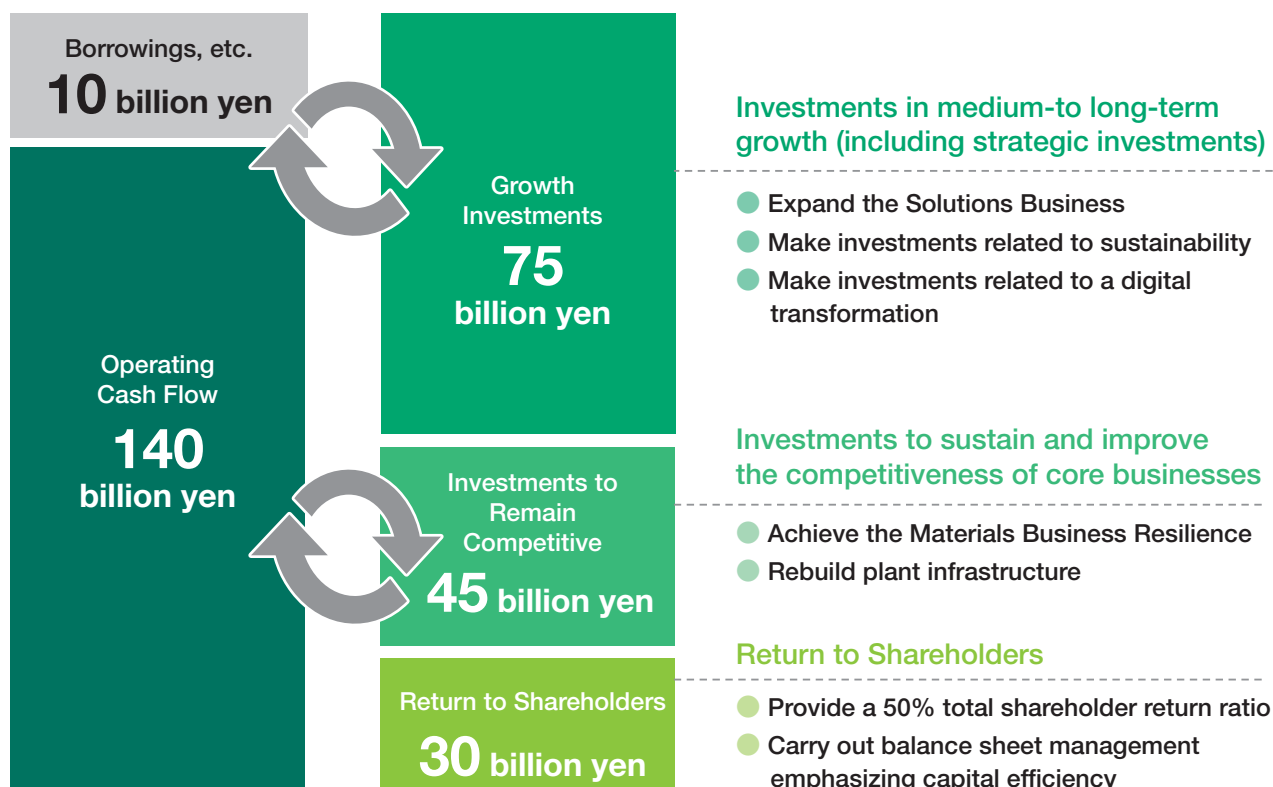 Borrowings, etc.
10 billion yen
Operating
Cash Flow
140
billion yen
Growth
Investments
75
billion yen
Investments to
Remain
Competitive
45 billion yen
Return to Shareholders
30 billion yen
Investments in medium-to long-term
growth (including strategic investments)
Expand the Solutions Business
Make investments related to sustainability
Make investments related to a digital
transformation
Investments to sustain and improve
the competitiveness of core businesses
Achieve the Materials Business Resilience
Rebuild plant infrastructure
Return to Shareholders
Provide a 50% total shareholder return ratio
Carry out balance sheet management
emphasizing capital efficiency